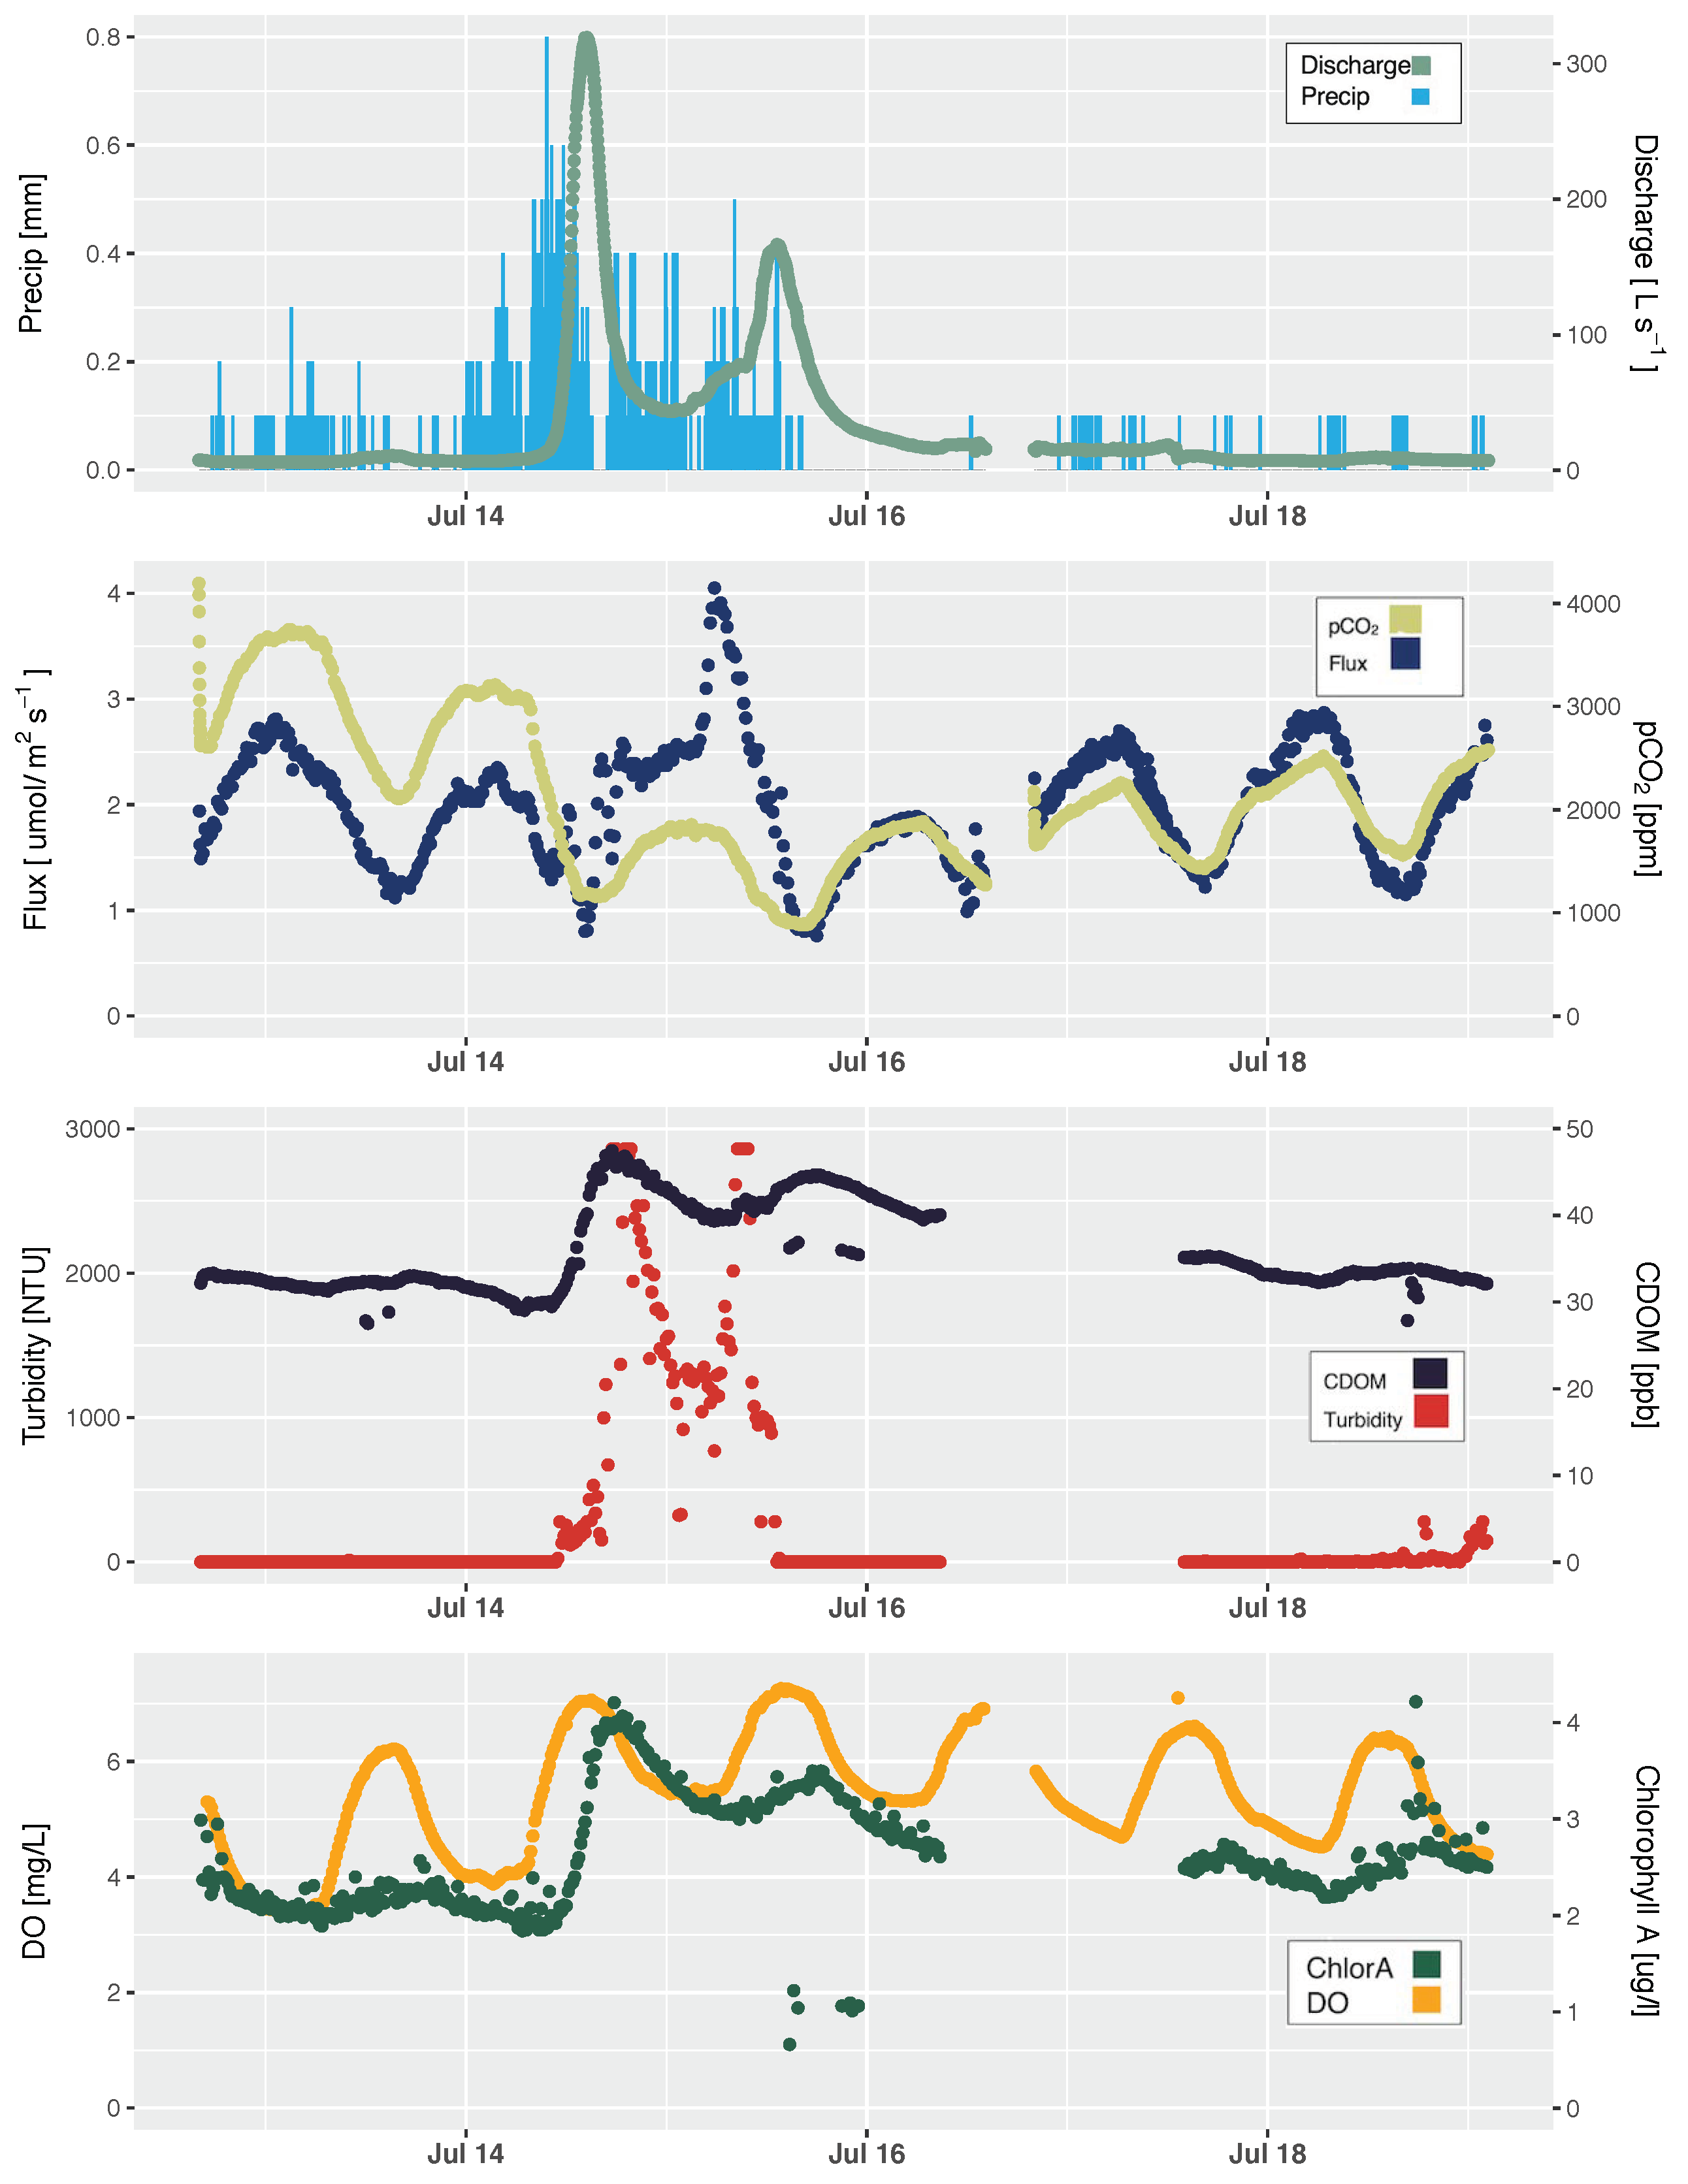 0.8
0.6
0.4
0.2
0.0
Precip [mm]
300
200
100
0
Discharge [ L s⁻¹ ]
Discharge
Precip
Jul 14
Jul 16
Jul 18
4
3
2
1
0
Flux [ umol/m² s⁻¹ ]
4000
3000
2000
1000
0
pCO₂ [ppm]
pCO₂
Flux
Jul 14
Jul 16
Jul 18
3000
2000
1000
0
Turbidity [NTU]
50
40
30
20
10
0
CDOM [ppb]
CDOM
Turbidity
Jul 14
Jul 16
Jul 18
6
4
2
0
DO [mg/L]
4
3
2
1
0
Chlorophyll A [ug/l]
ChlorA
DO
Jul 14
Jul 16
Jul 18